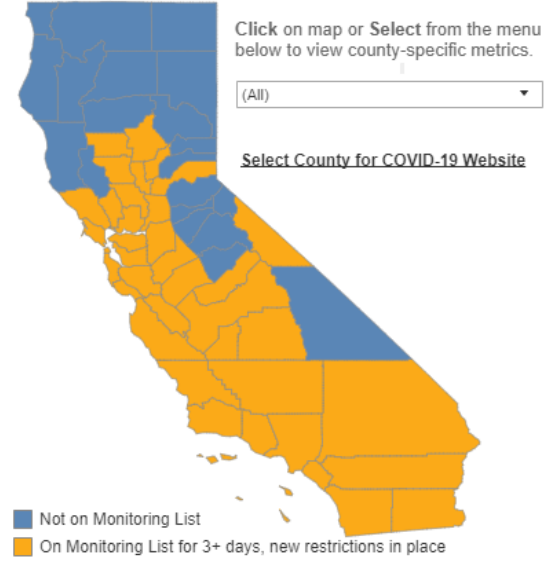 Click on map or Select from the menu
below to view county-specific metrics.
(All)
Select County for COVID-19 Website
Not on Monitoring List
On Monitoring List for 3+ days, new restrictions in place